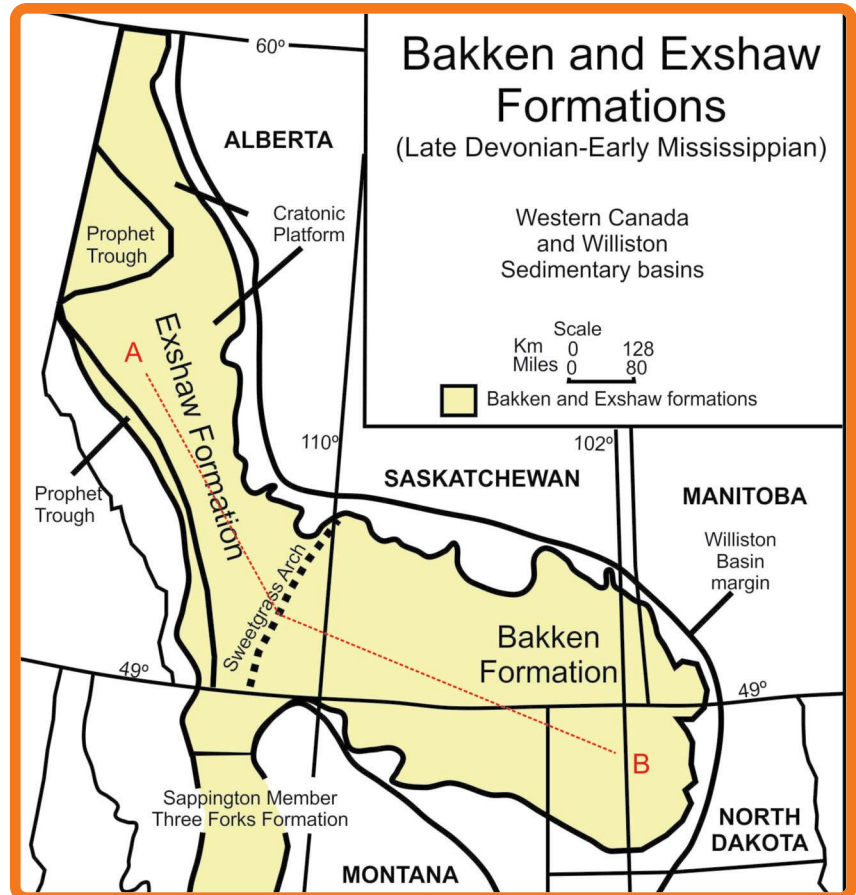 Bakken and Exshaw
Formations
(Late Devonian-Early Mississippian)
Western Canada
and Williston
Sedimentary basins
Scale
Km 0 128
Miles 0 80
Bakken and Exshaw formations
60º
ALBERTA
Cratonic
Platform
Prophet
Trough
A
Exshaw Formation
110º
102º
SASKATCHEWAN
MANITOBA
Prophet
Trough
Williston
Basin
margin
Sweetgrass Arch
Bakken
Formation
49º
49º
B
Sappington Member
Three Forks Formation
NORTH
DAKOTA
MONTANA